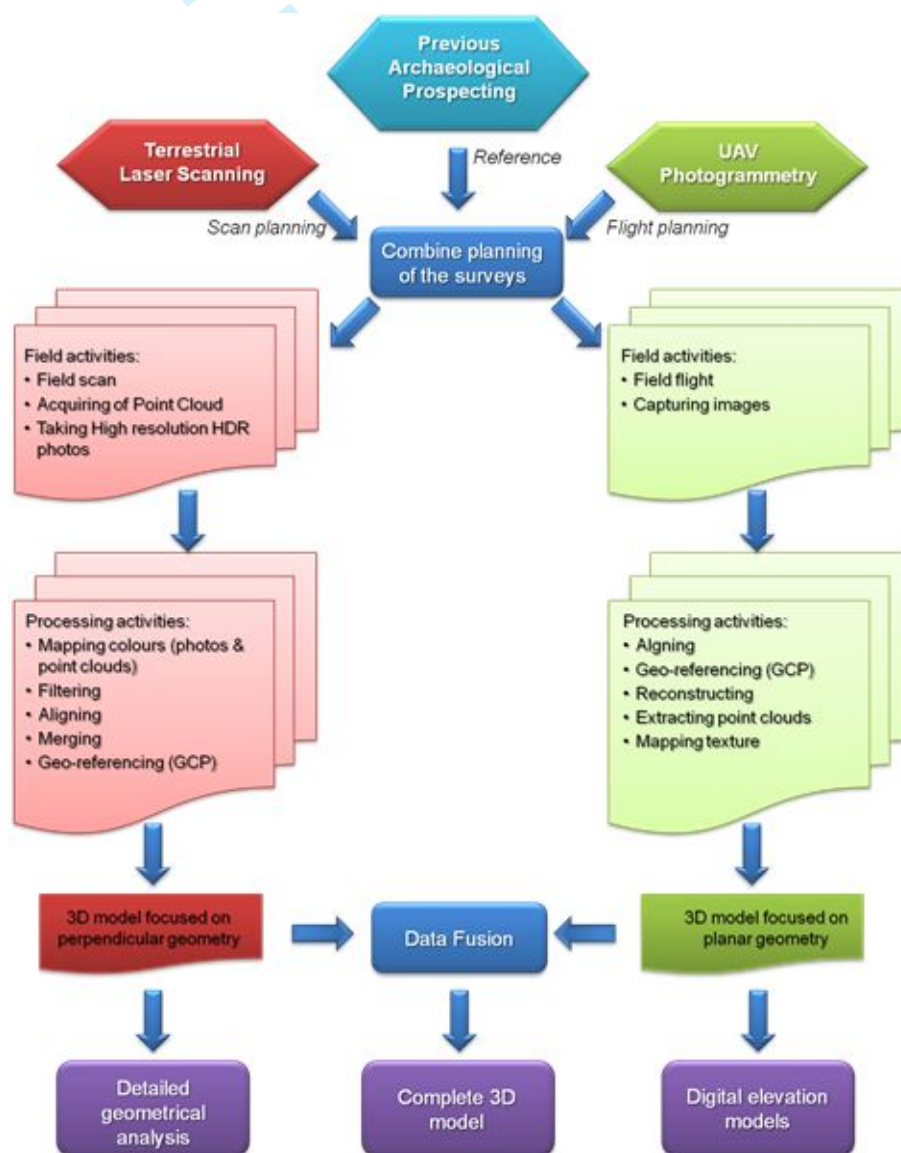 Previous
Archaeological
Prospecting
Terrestrial
Laser Scanning
Reference
UAV
Photogrammetry
Scan planning
Flight planning
Combine planning
of the surveys
Field activities:
• Field scan
• Acquiring of Point Cloud
• Taking High resolution HDR
photos
Field activities:
• Field flight
• Capturing images
Processing activities:
• Mapping colours (photos &
point clouds)
• Filtering
• Aligning
• Merging
• Geo-referencing (GCP)
Processing activities:
• Algning
• Geo-referencing (GCP)
• Reconstructing
• Extracting point clouds
• Mapping texture
3D model focused on
perpendicular geometry
Data Fusion
3D model focused on
planar geometry
Detailed
geometrical
analysis
Complete 3D
model
Digital elevation
models